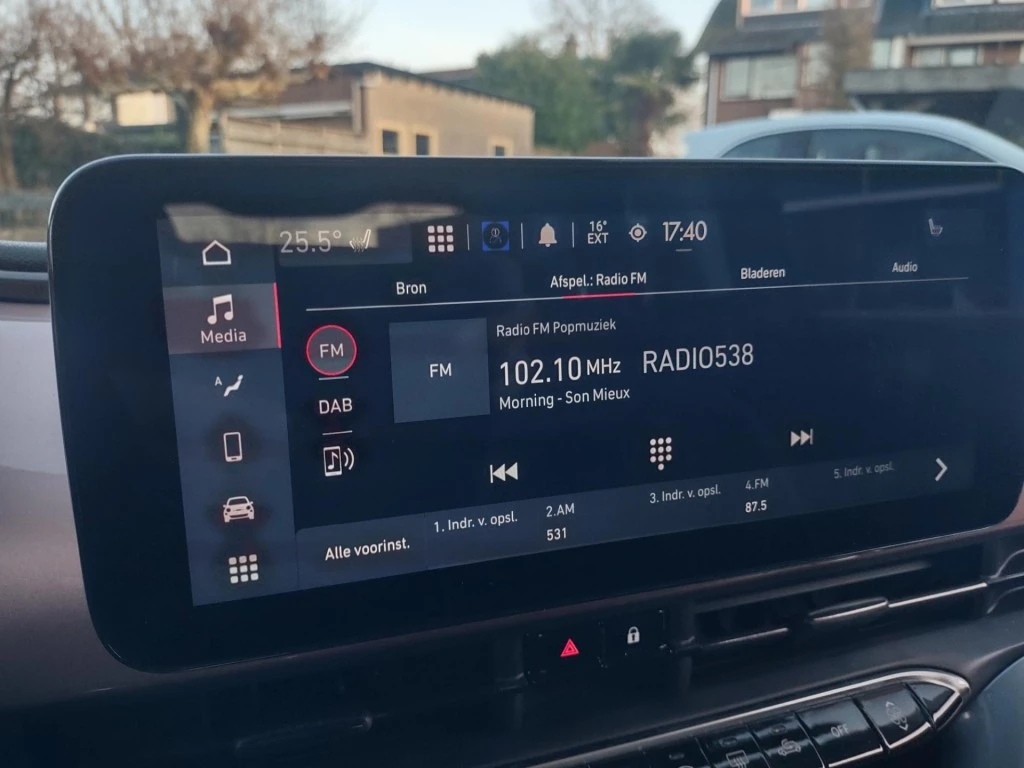 25.5°
16°
EXT
17:40
Media
A
Bron
Afspel.: Radio FM
Bladeren
Audio
FM
DAB
FM
Radio FM Popmuziek
102.10 MHz RADIO538
Morning - Son Mieux
Alle voorinst.
1. Indr. v. opsl.
2.AM
531
3. Indr. v. opsl.
4.FM
87.5
5. Indr. v. opsl.
OFF